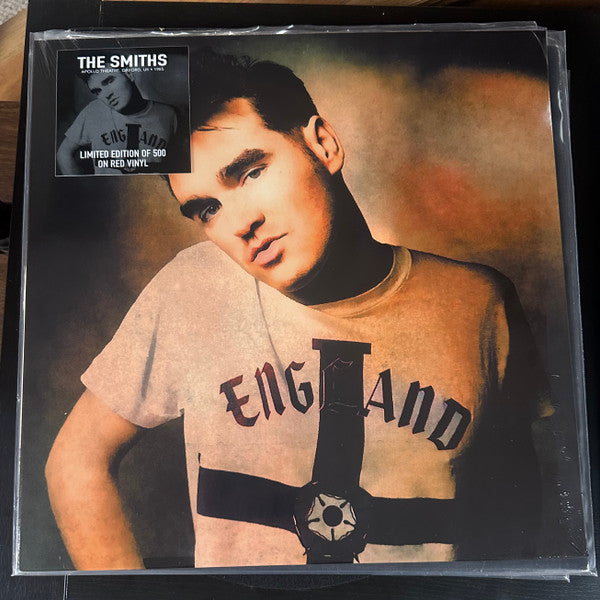 THE SMITHS
APOLLO THEATRE, OXFORD, UK • 1985
ENGLAND
LIMITED EDITION OF 500
ON RED VINYL
ENGLAND